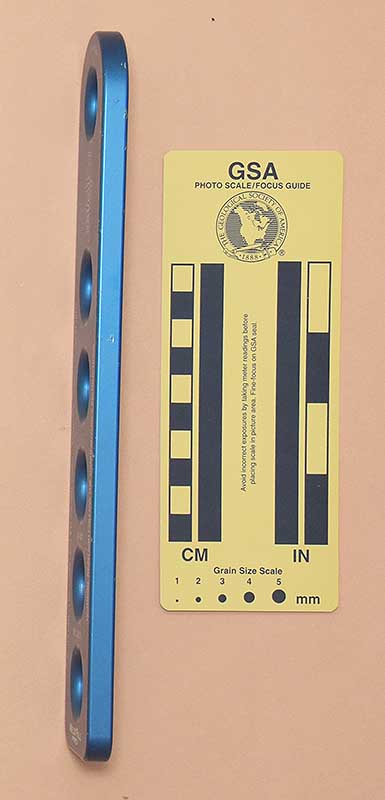 GSA
PHOTO SCALE/FOCUS GUIDE
THE GEOLOGICAL SOCIETY OF AMERICA
1888
®
Avoid incorrect exposures by taking meter readings before
placing scale in picture area. Fine-focus on GSA seal.
CM IN
Grain Size Scale
1 2 3 4 5
mm